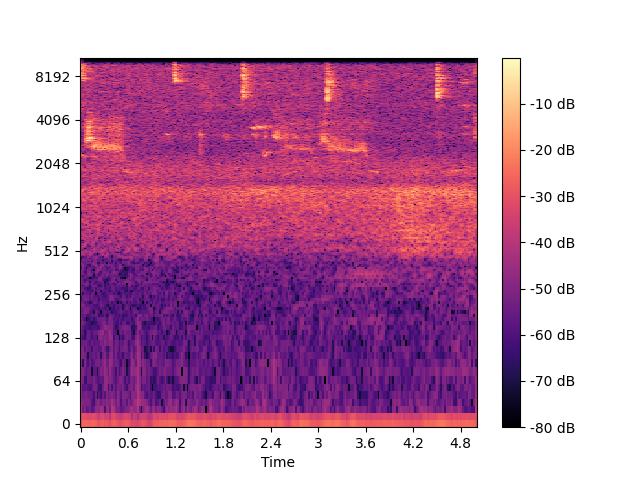 8192
4096
2048
1024
512
256
128
64
0
Hz
0 0.6 1.2 1.8 2.4 3 3.6 4.2 4.8
Time
-10 dB
-20 dB
-30 dB
-40 dB
-50 dB
-60 dB
-70 dB
-80 dB